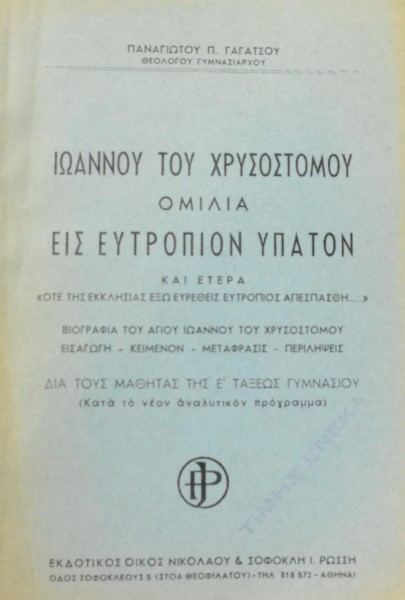 ΠΑΝΑΓΙΩΤΟΥ Π. ΓΑΓΑΤΣΟΥ
ΘΕΟΛΟΓΟΥ ΓΥΜΝΑΣΙΑΡΧΟΥ
ΙΩΑΝΝΟΥ ΤΟΥ ΧΡΥΣΟΣΤΟΜΟΥ
ΟΜΙΛΙΑ
ΕΙΣ ΕΥΤΡΟΠΙΟΝ ΥΠΑΤΟΝ
ΚΑΙ ΕΤΕΡΑ
«ΟΤΕ ΤΗΣ ΕΚΚΛΗΣΙΑΣ ΕΞΩ ΕΥΡΕΘΕΙΣ ΕΥΤΡΟΠΙΟΣ ΑΠΕΣΠΑΣΘΗ.....»
ΒΙΟΓΡΑΦΙΑ ΤΟΥ ΑΓΙΟΥ ΙΩΑΝΝΟΥ ΤΟΥ ΧΡΥΣΟΣΤΟΜΟΥ
ΕΙΣΑΓΩΓΗ - ΚΕΙΜΕΝΟΝ - ΜΕΤΑΦΡΑΣΙΣ - ΠΕΡΙΛΗΨΕΙΣ
ΔΙΑ ΤΟΥΣ ΜΑΘΗΤΑΣ ΤΗΣ Ε' ΤΑΞΕΩΣ ΓΥΜΝΑΣΙΟΥ
(Κατὰ τὸ νέον ἀναλυτικὸν πρόγραμμα)
ΤΙΜΗΣ ΕΝΕΚΑ
ΕΚΔΟΤΙΚΟΣ ΟΙΚΟΣ ΝΙΚΟΛΑΟΥ & ΣΟΦΟΚΛΗ Ι. ΡΩΣΣΗ
ΟΔΟΣ ΣΟΦΟΚΛΕΟΥΣ 5 (ΣΤΟΑ ΘΕΟΦΙΛΑΤΟΥ) - ΤΗΛ 318 572 - ΑΘΗΝΑΙ